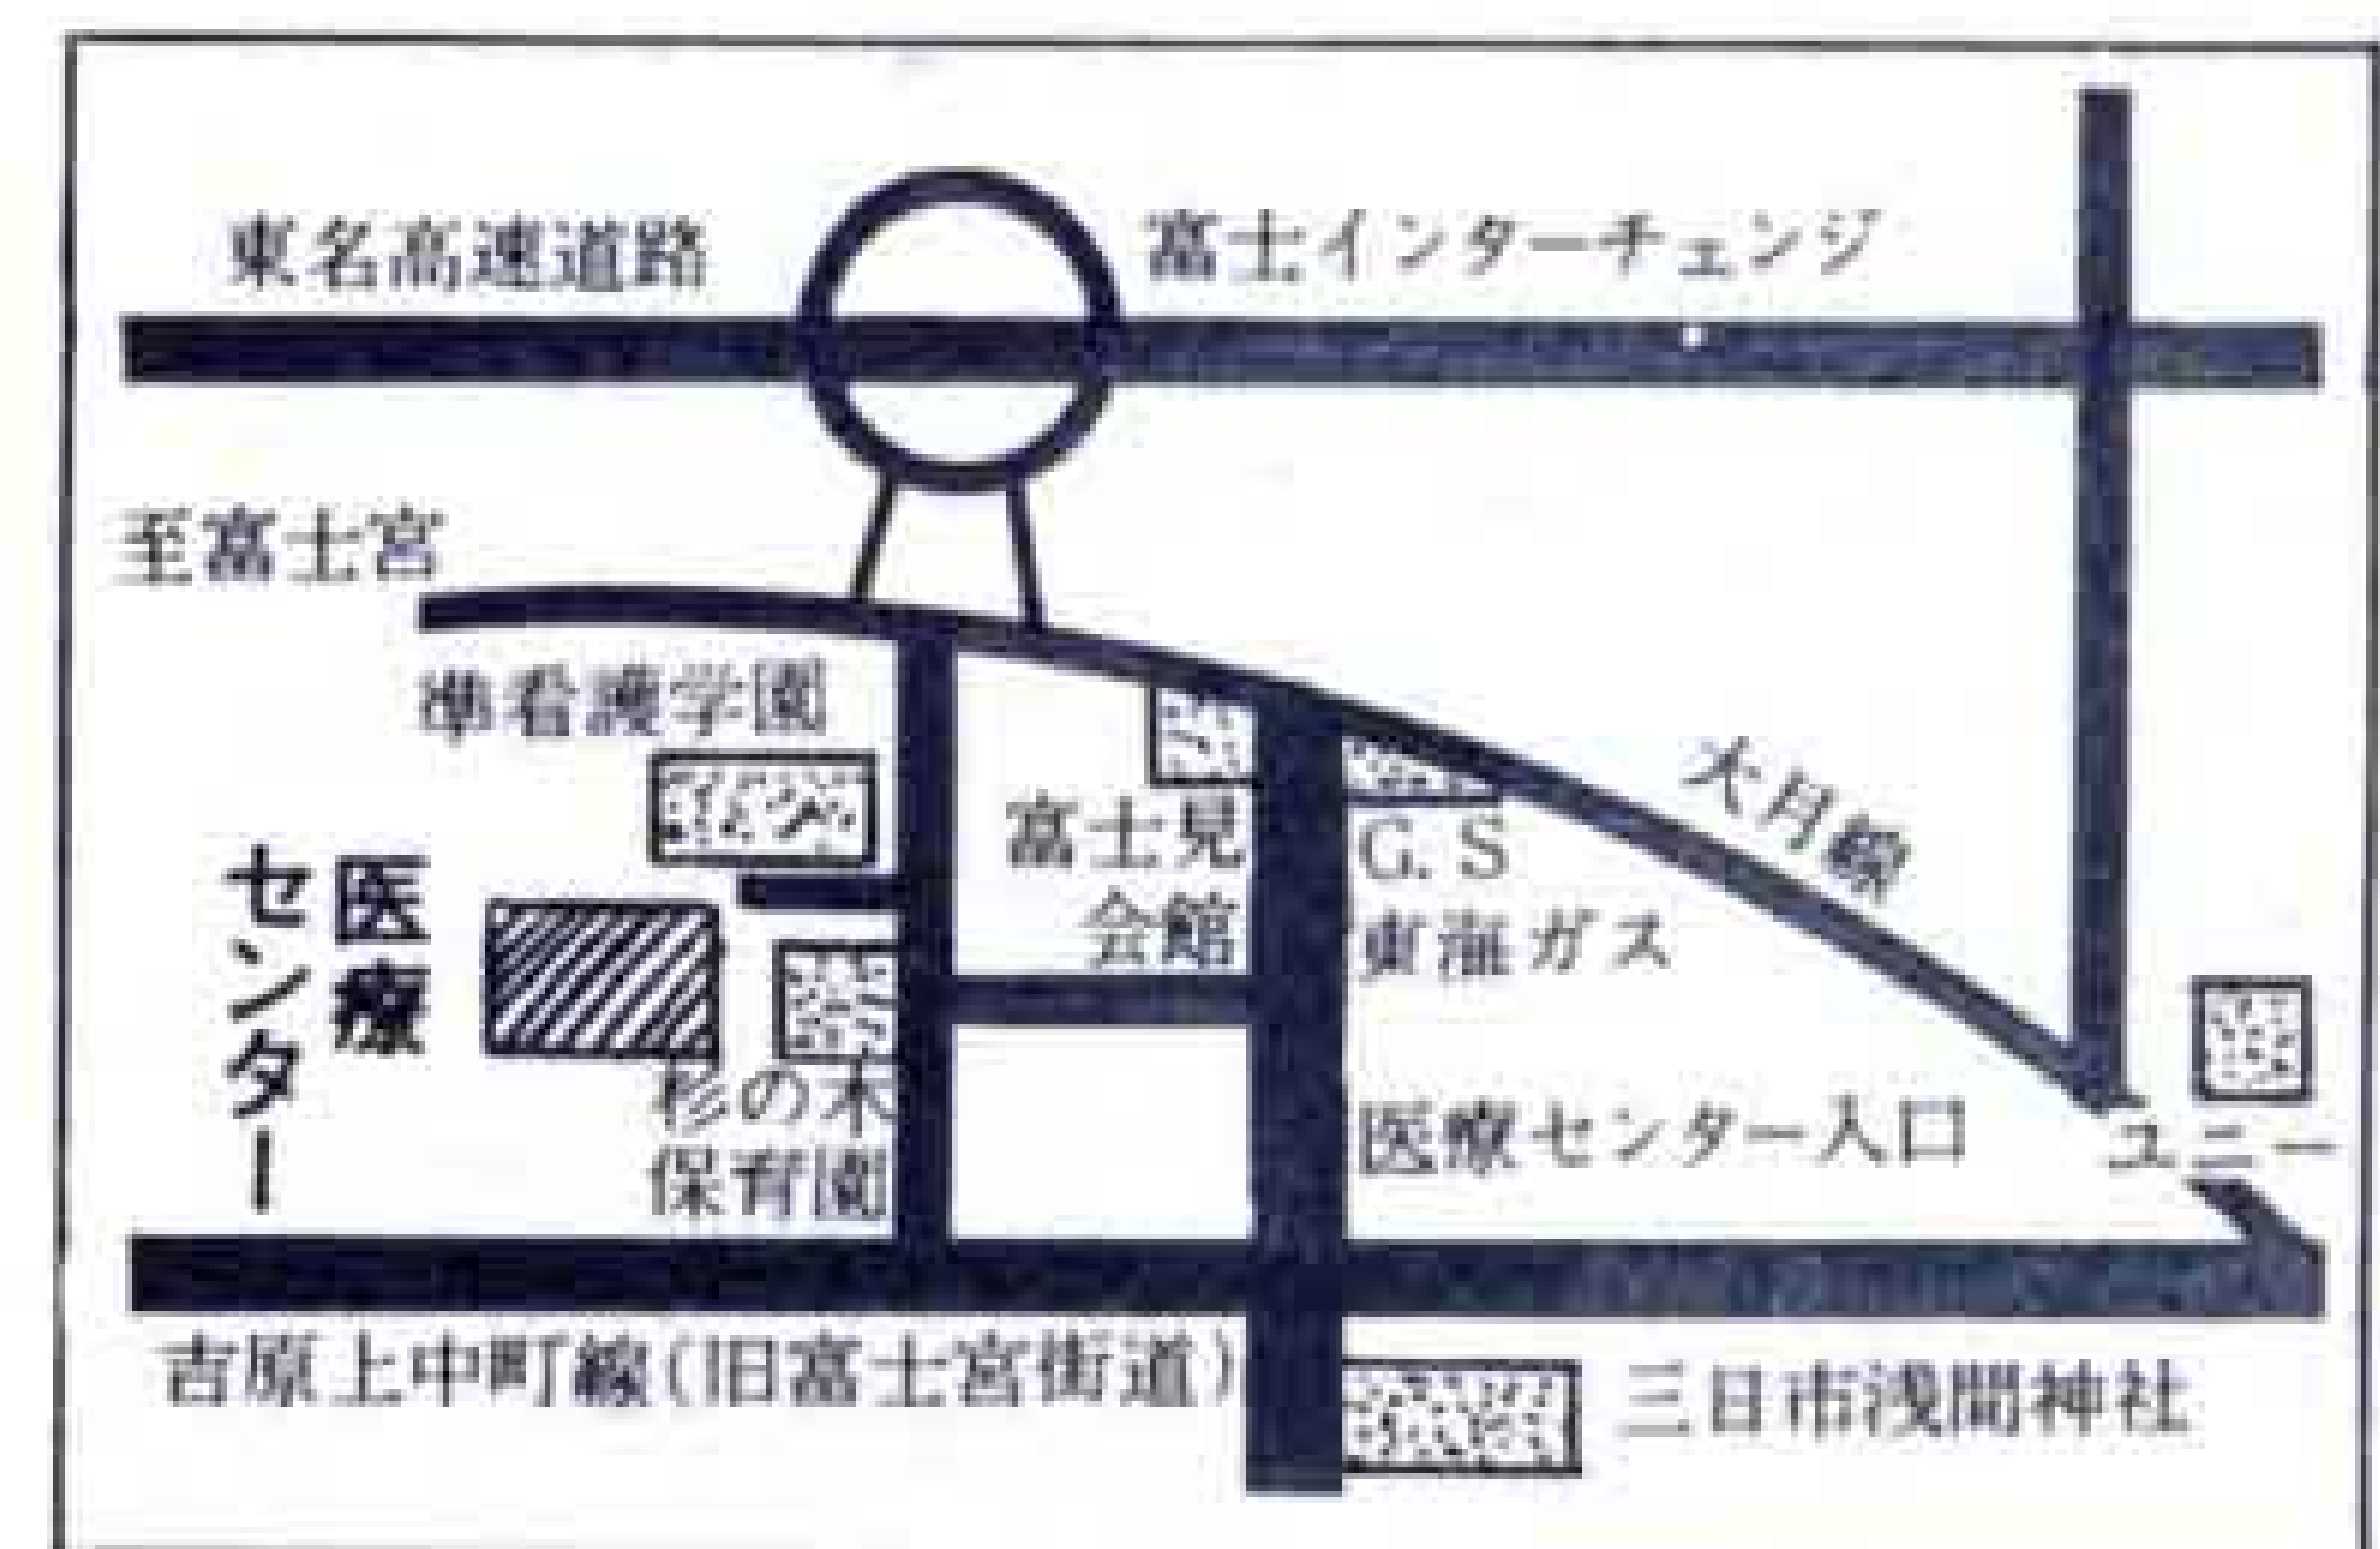 東名高速道路
富士インターチェンジ
至富士宮
準看護学園
大月線
富士見
会館
G.S
東海ガス
医療
センター
杉の木
保育園
医療センター入口
ユニー
吉原上中町線(旧富士宮街道)
三日市浅間神社